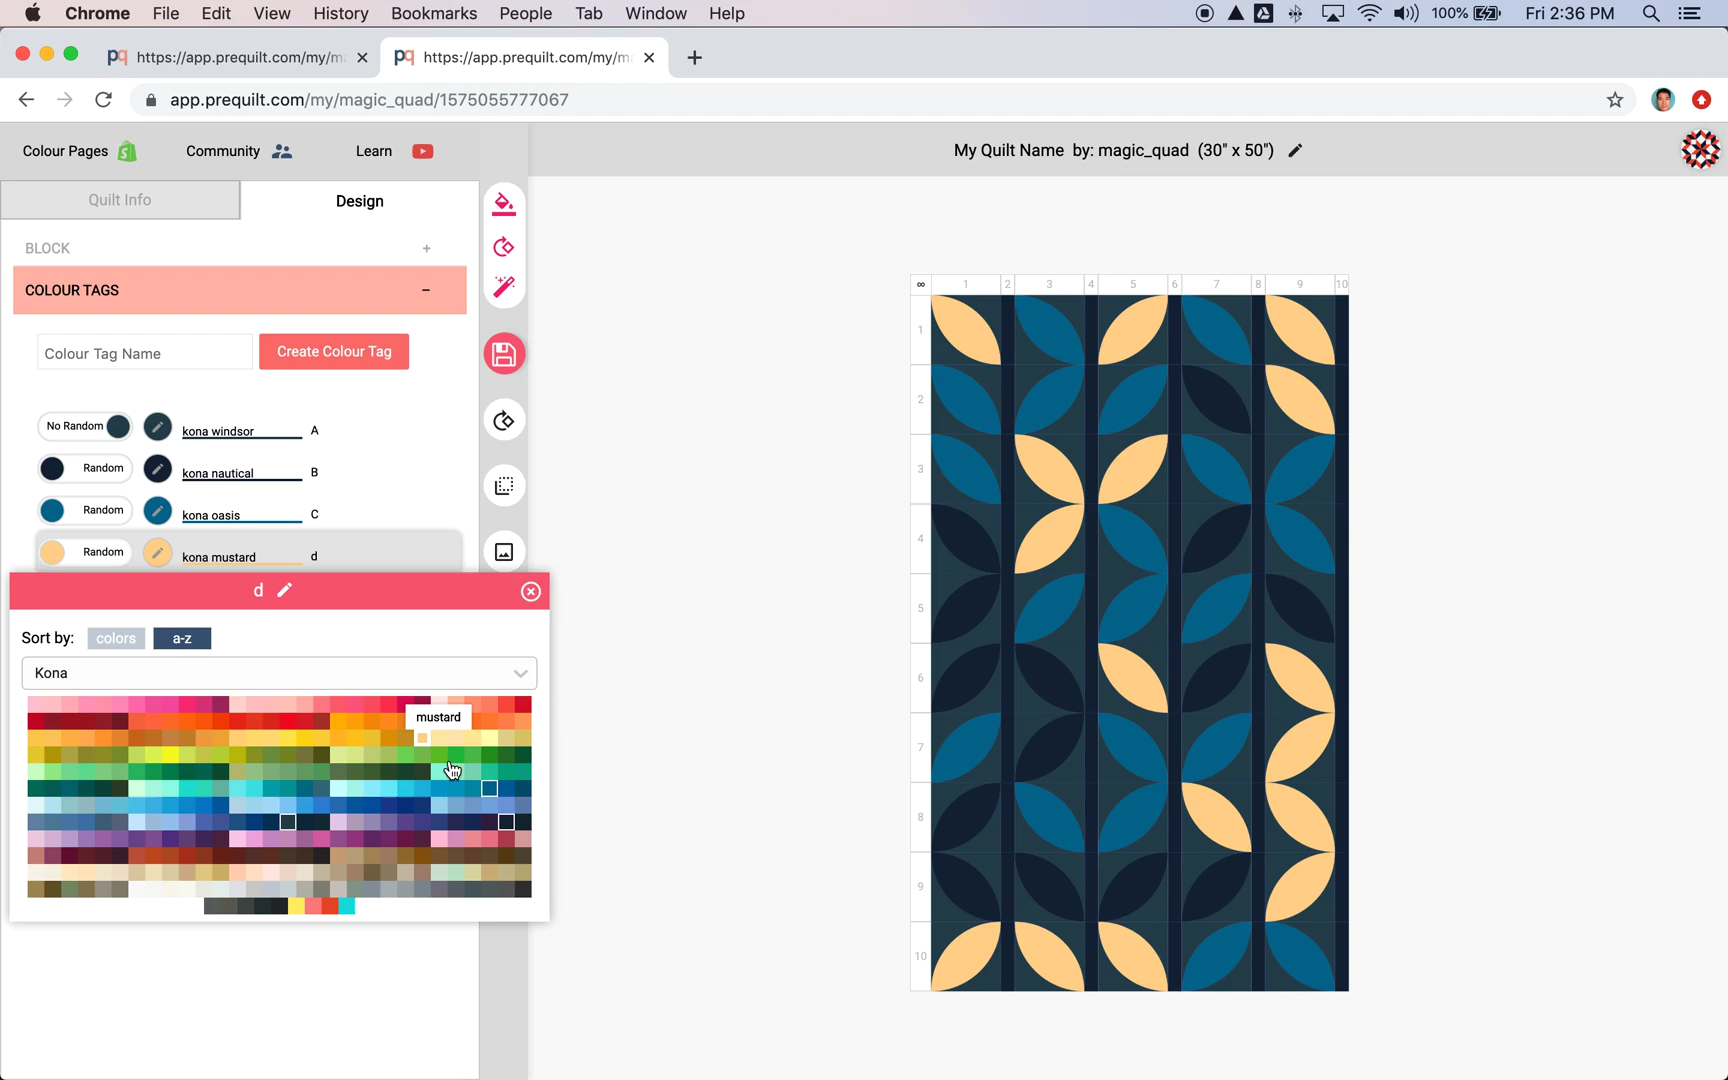 Chrome File Edit View History Bookmarks People Tab Window Help 100% Fri 2:36 PM
pq https://app.prequilt.com/my/m pq https://app.prequilt.com/my/m
app.prequilt.com/my/magic_quad/1575055777067
Colour Pages Community Learn
My Quilt Name by: magic_quad (30" x 50")
Quilt Info Design
BLOCK +
COLOUR TAGS −
Colour Tag Name Create Colour Tag
No Random kona windsor A
Random kona nautical B
Random kona oasis C
Random kona mustard d
d
Sort by: colors a-z
Kona
mustard
∞ 1 2 3 4 5 6 7 8 9 10
1
2
3
4
5
6
7
8
9
10